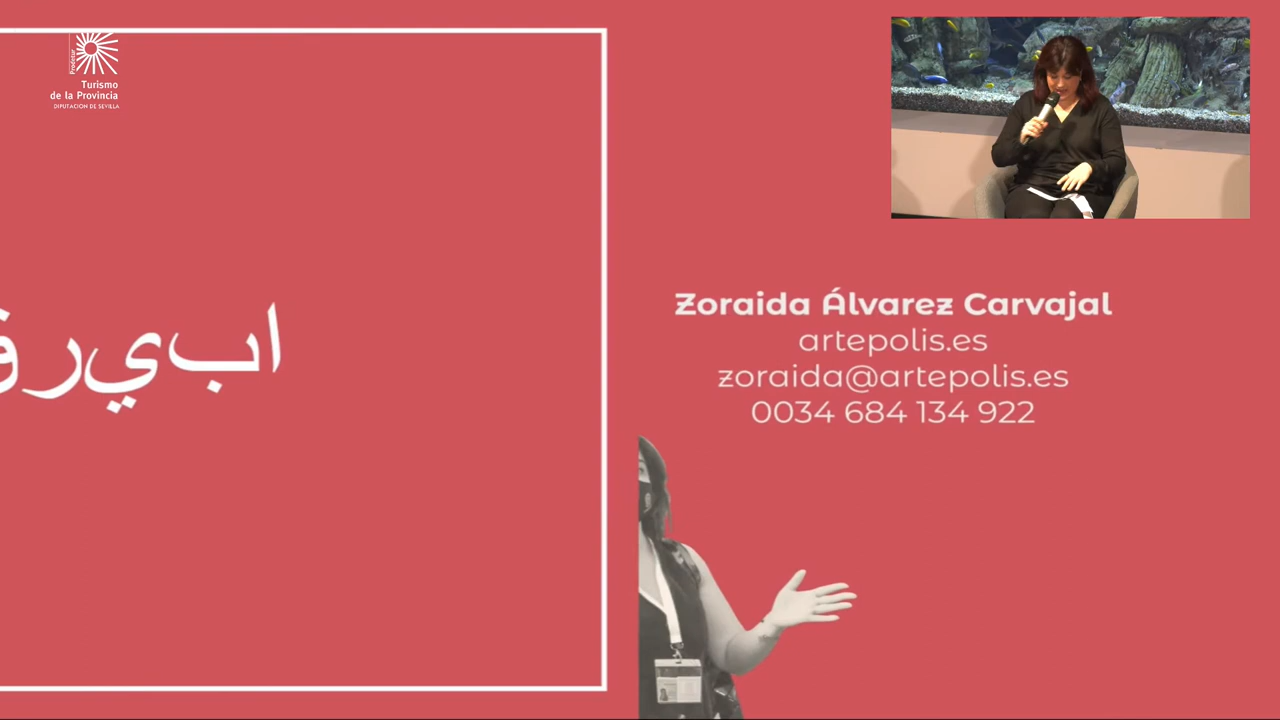 Prodetur
Turismo
de la Provincia
DIPUTACIÓN DE SEVILLA
Zoraida Álvarez Carvajal
artepolis.es
zoraida@artepolis.es
0034 684 134 922